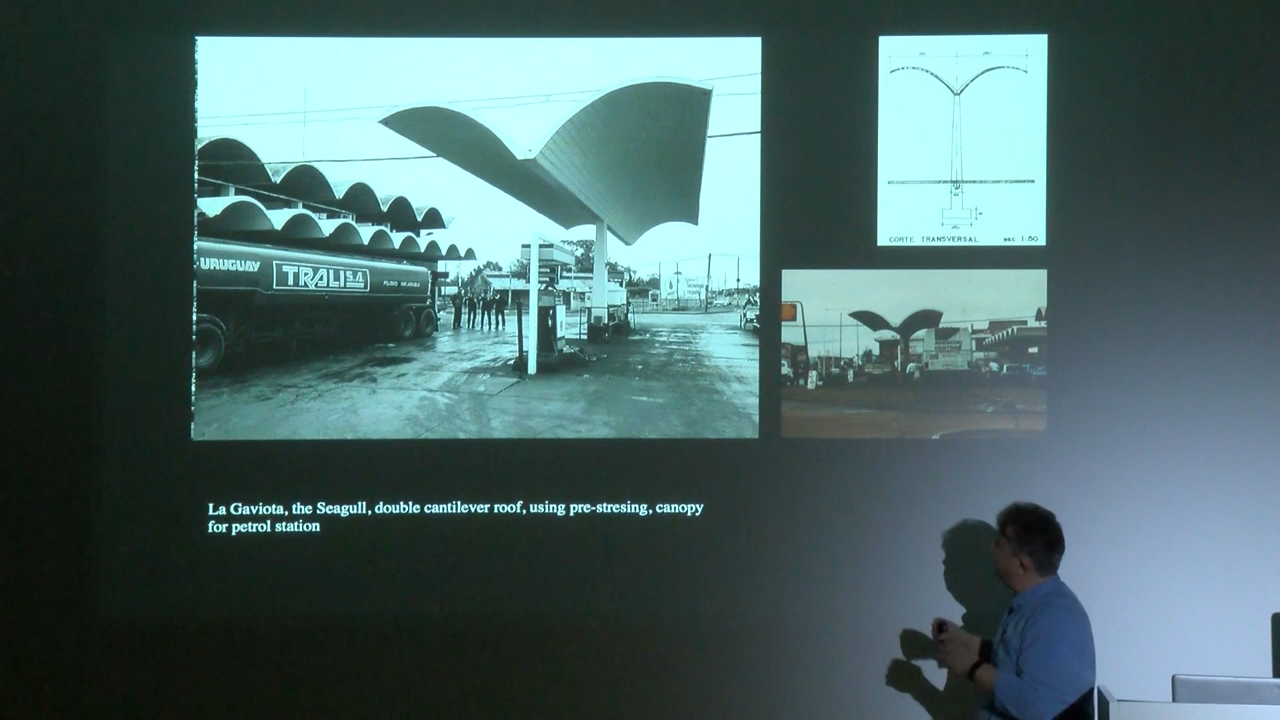 URUGUAY
TRALI S.A.
CORTE TRANSVERSAL esc. 1:50
La Gaviota, the Seagull, double cantilever roof, using pre-stresing, canopy
for petrol station